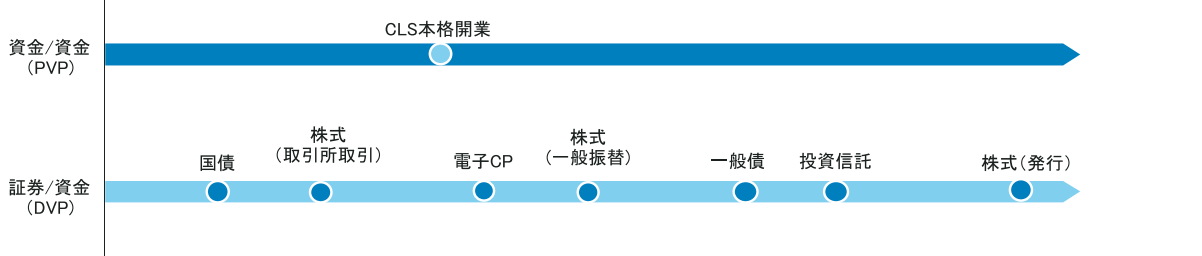 CLS本格開業
資金/資金
(PVP)
国債
株式
(取引所取引)
電子CP
株式
(一般振替)
一般債
投資信託
株式(発行)
証券/資金
(DVP)